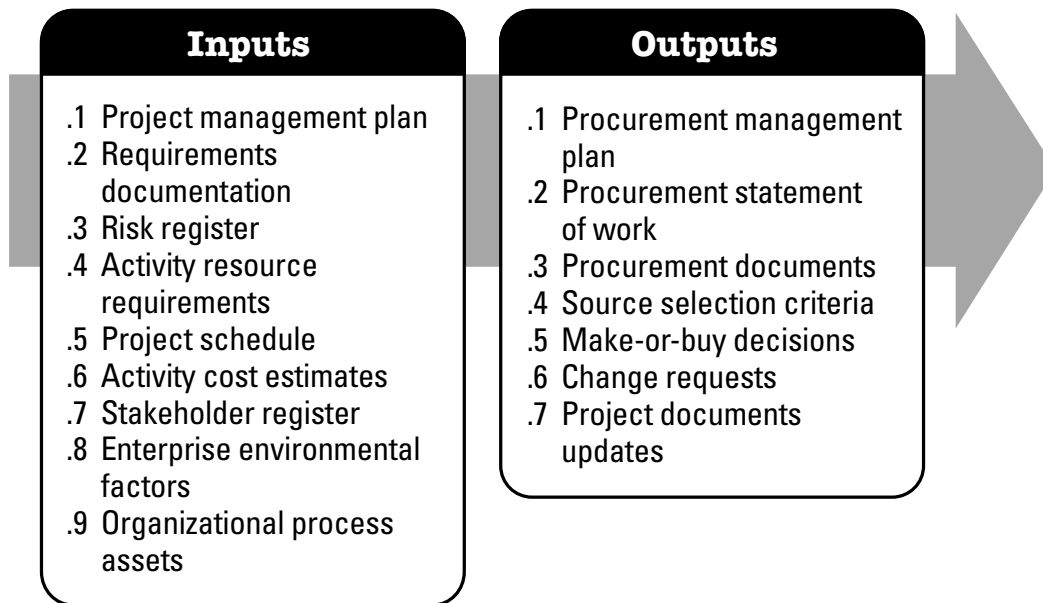 Inputs
.1 Project management plan
.2 Requirements
documentation
.3 Risk register
.4 Activity resource
requirements
.5 Project schedule
.6 Activity cost estimates
.7 Stakeholder register
.8 Enterprise environmental
factors
.9 Organizational process
assets
Outputs
.1 Procurement management
plan
.2 Procurement statement
of work
.3 Procurement documents
.4 Source selection criteria
.5 Make-or-buy decisions
.6 Change requests
.7 Project documents
updates